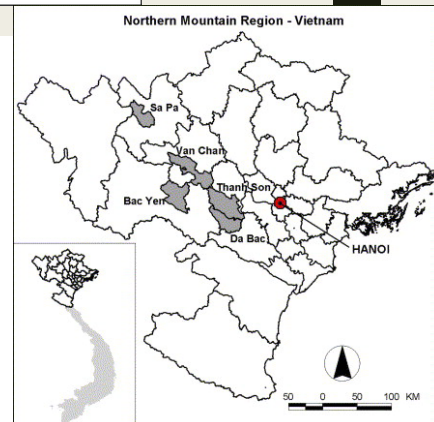 Northern Mountain Region - Vietnam
Sa Pa
Van Chan
Thanh Son
Bac Yen
Da Bac
HANOI
50 0 50 100 KM